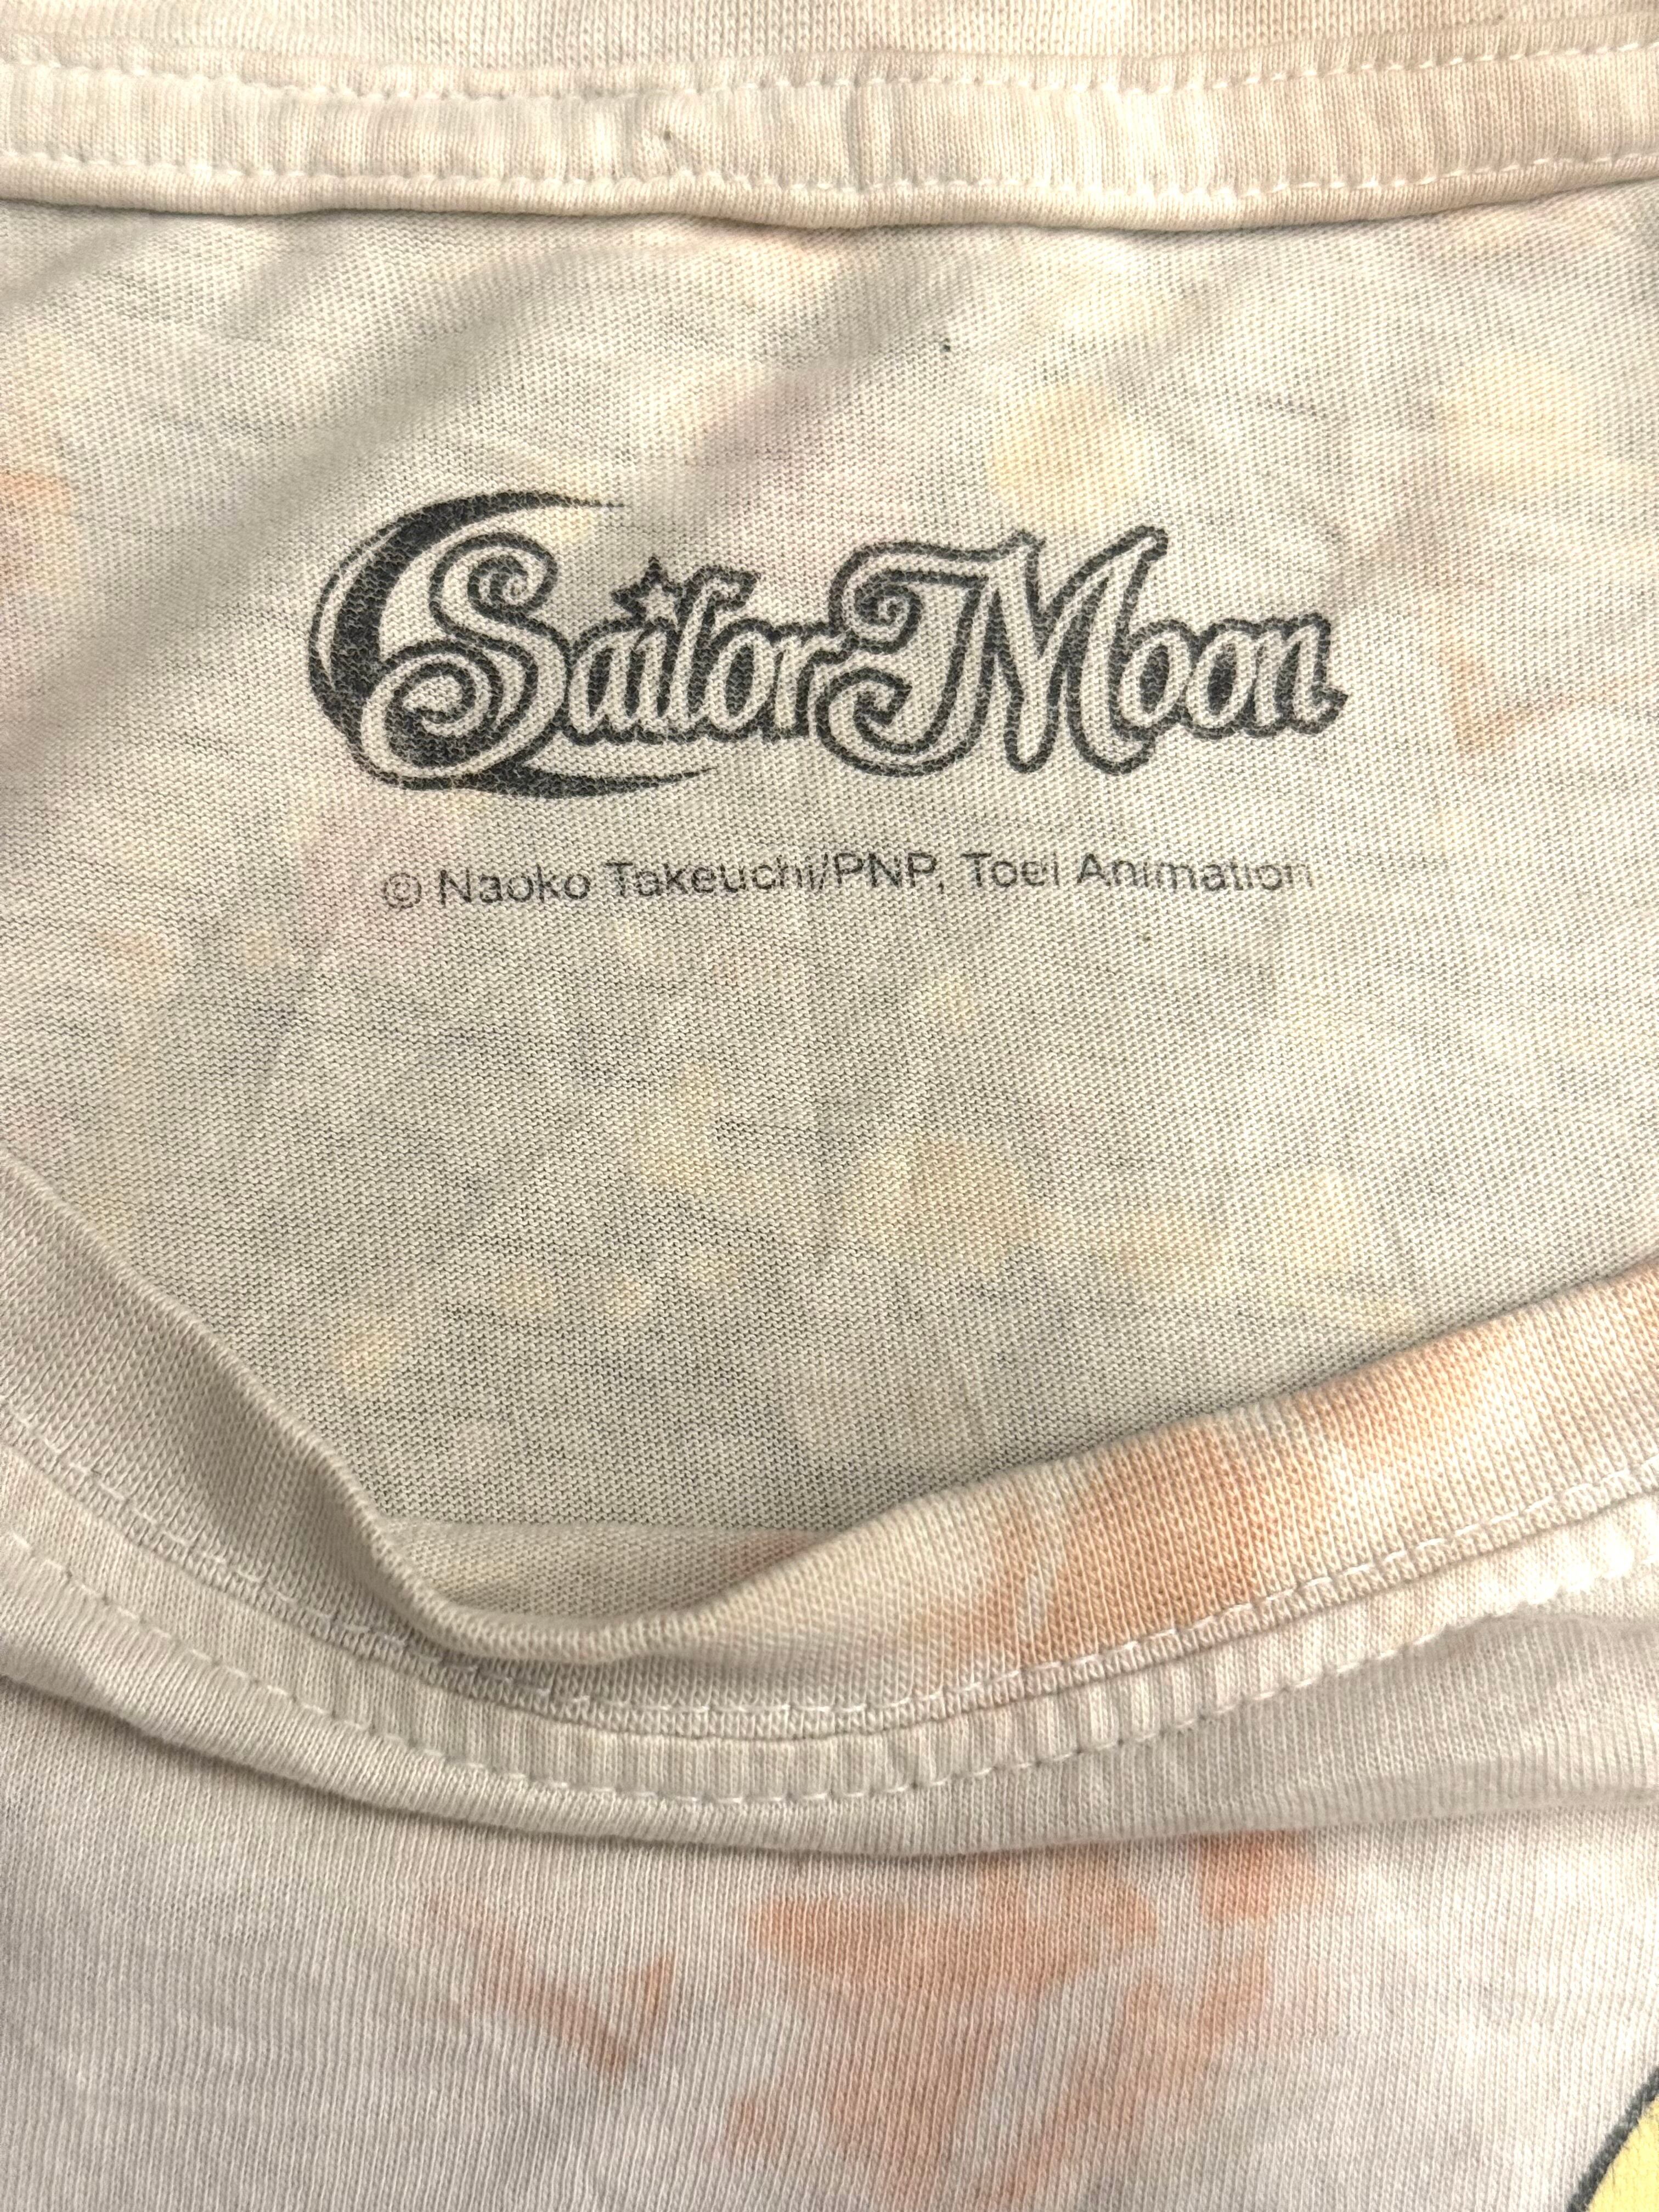 Sailor Moon
© Naoko Takeuchi/PNP, Toei Animation